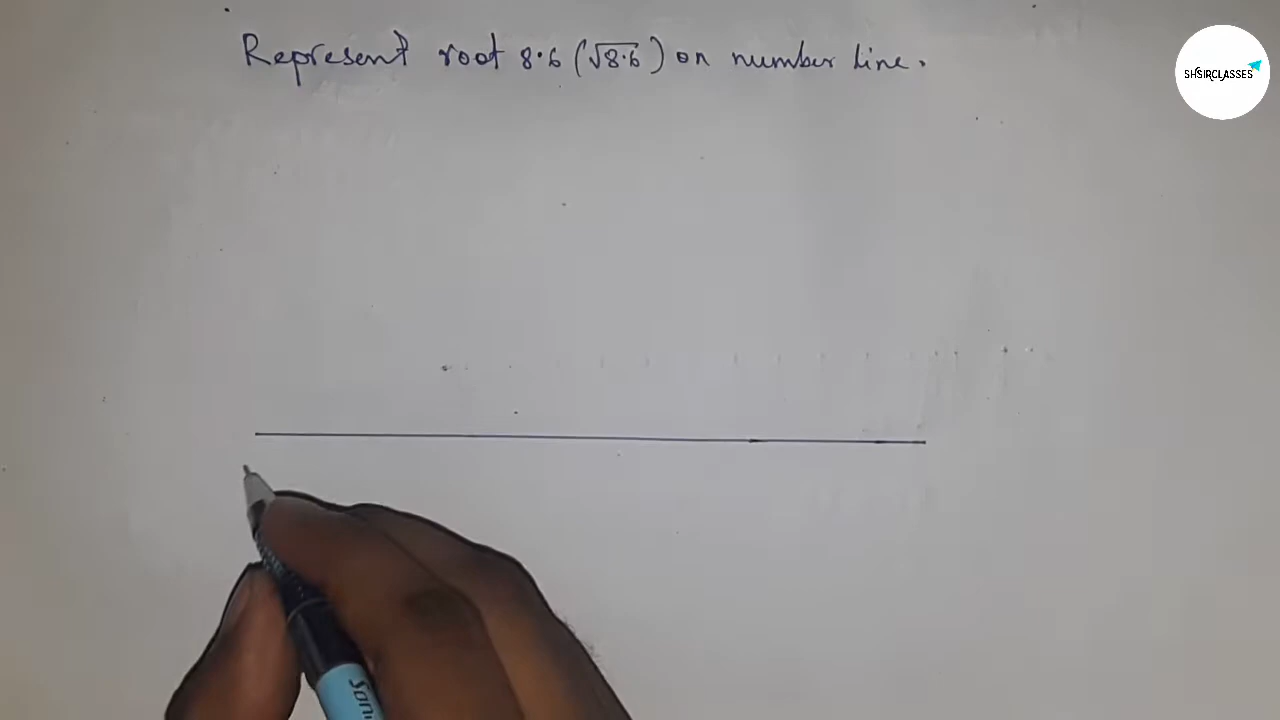 Represent root 8.6 (√8.6) on number line.
SHSIRCLASSES